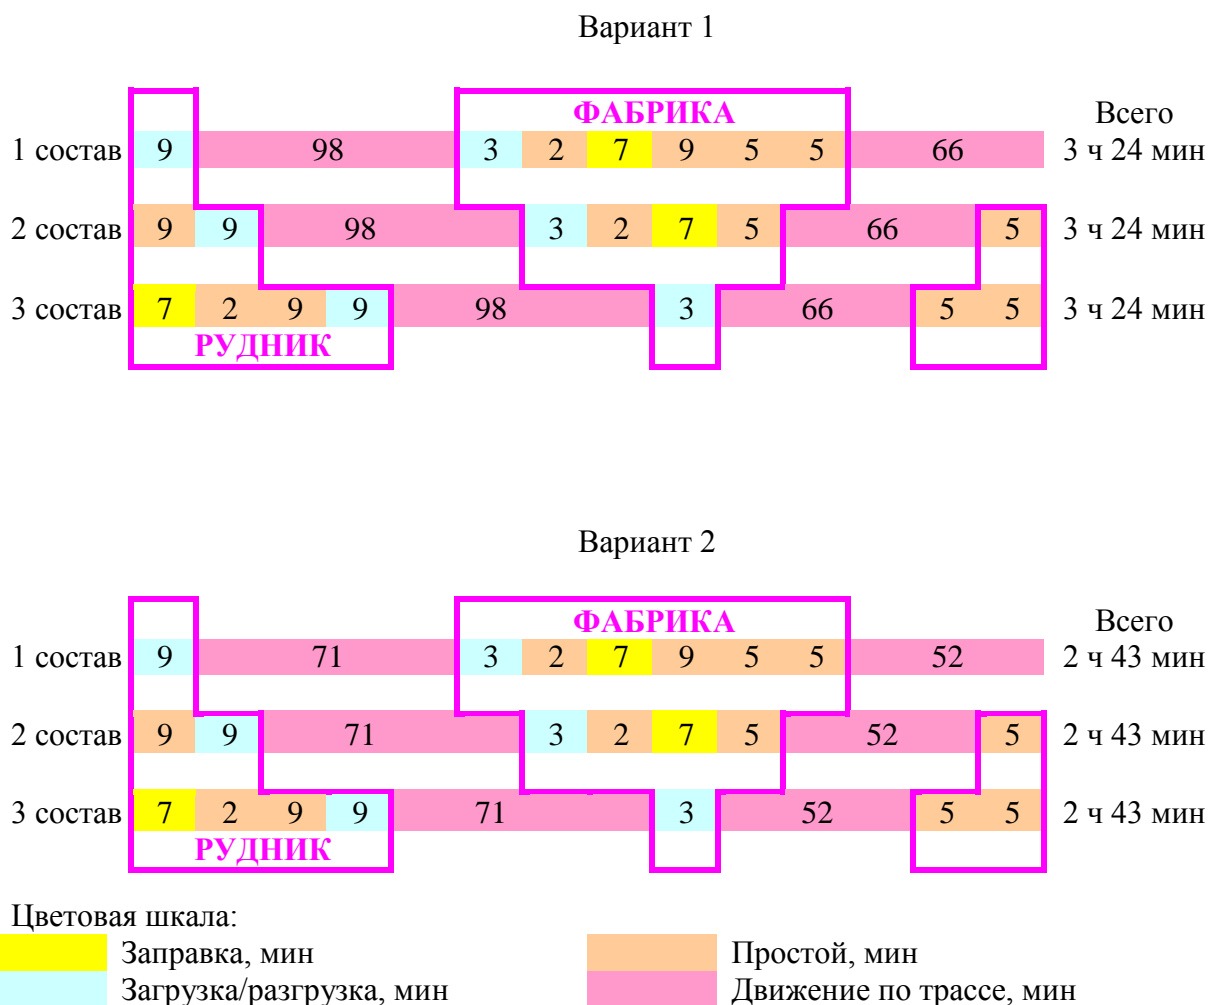 Вариант 1
ФАБРИКА Всего
1 состав 9 98 3 2 7 9 5 5 66 3 ч 24 мин
2 состав 9 9 98 3 2 7 5 66 5 3 ч 24 мин
3 состав 7 2 9 9 98 3 66 5 5 3 ч 24 мин
РУДНИК
Вариант 2
ФАБРИКА Всего
1 состав 9 71 3 2 7 9 5 5 52 2 ч 43 мин
2 состав 9 9 71 3 2 7 5 52 5 2 ч 43 мин
3 состав 7 2 9 9 71 3 52 5 5 2 ч 43 мин
РУДНИК
Цветовая шкала:
Заправка, мин Простой, мин
Загрузка/разгрузка, мин Движение по трассе, мин